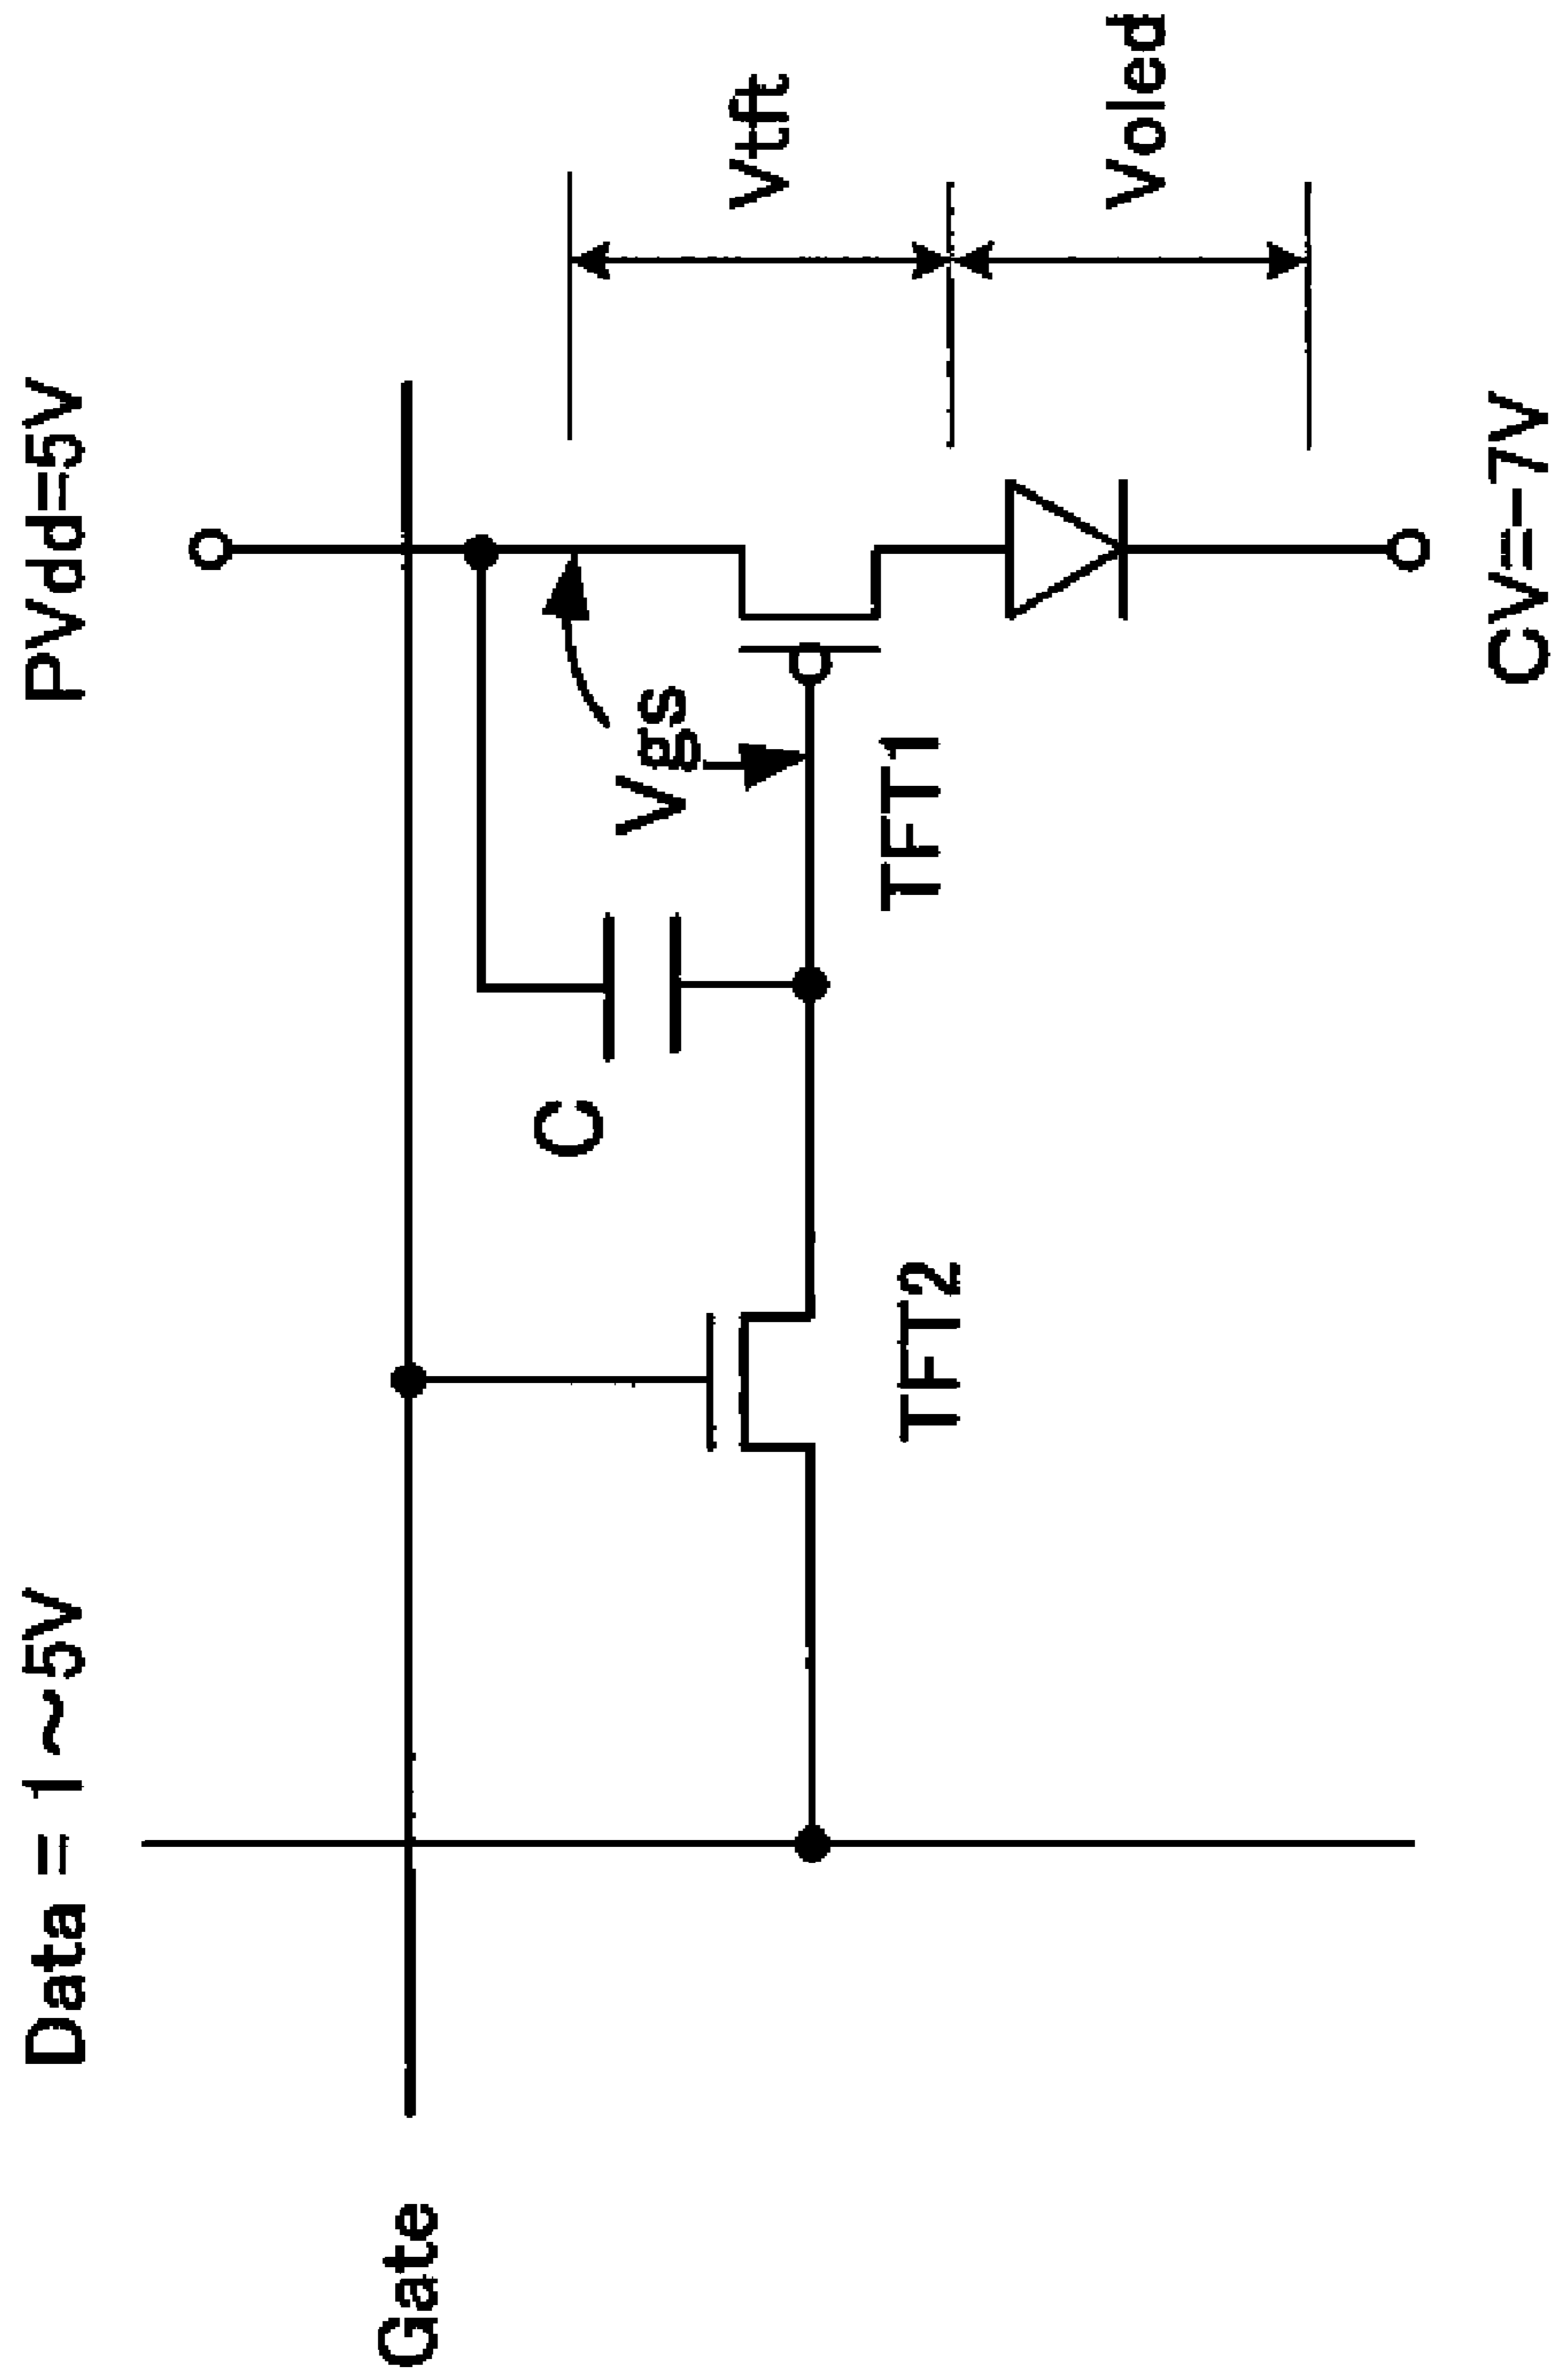 Data = 1~5V
PVdd=5V
Gate
C
Vgs
Vtft
TFT2
TFT1
Voled
CV=-7V